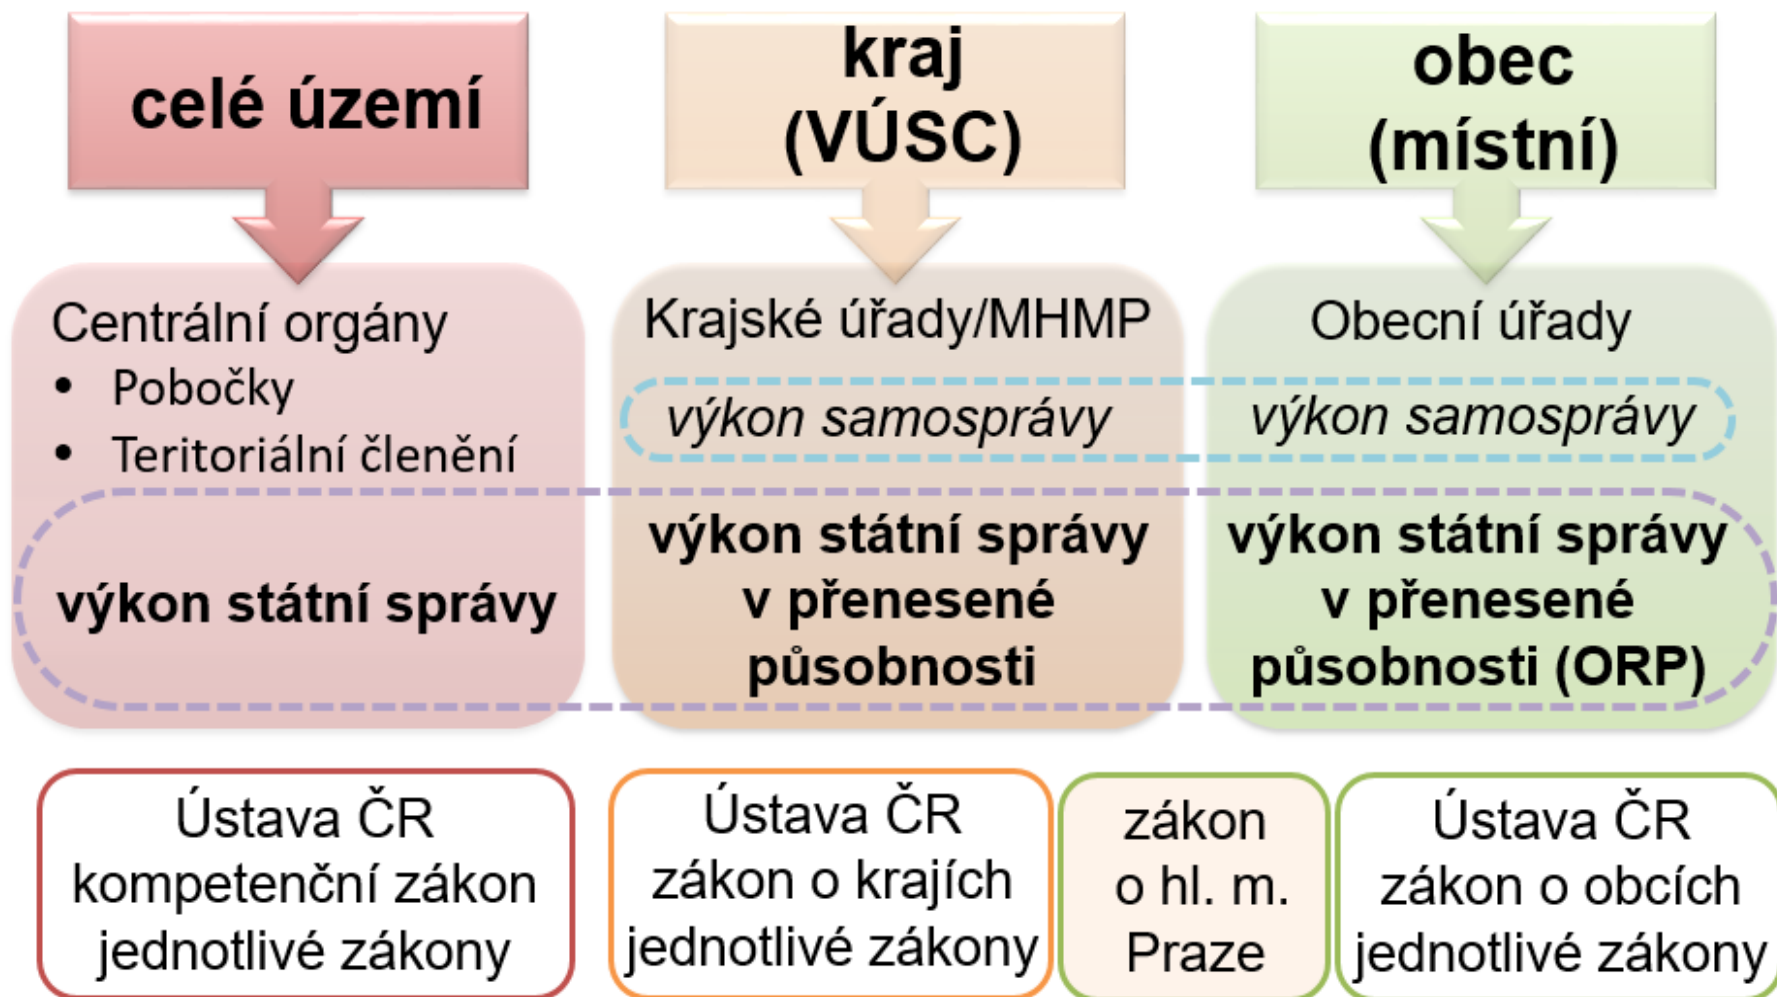 celé území
kraj
(VÚSC)
obec
(místní)
Centrální orgány
• Pobočky
• Teritoriální členění
výkon státní správy
Krajské úřady/MHMP
výkon samosprávy
výkon státní správy
v přenesené
působnosti
Obecní úřady
výkon samosprávy
výkon státní správy
v přenesené
působnosti (ORP)
Ústava ČR
kompetenční zákon
jednotlivé zákony
Ústava ČR
zákon o krajích
jednotlivé zákony
zákon
o hl. m.
Praze
Ústava ČR
zákon o obcích
jednotlivé zákony